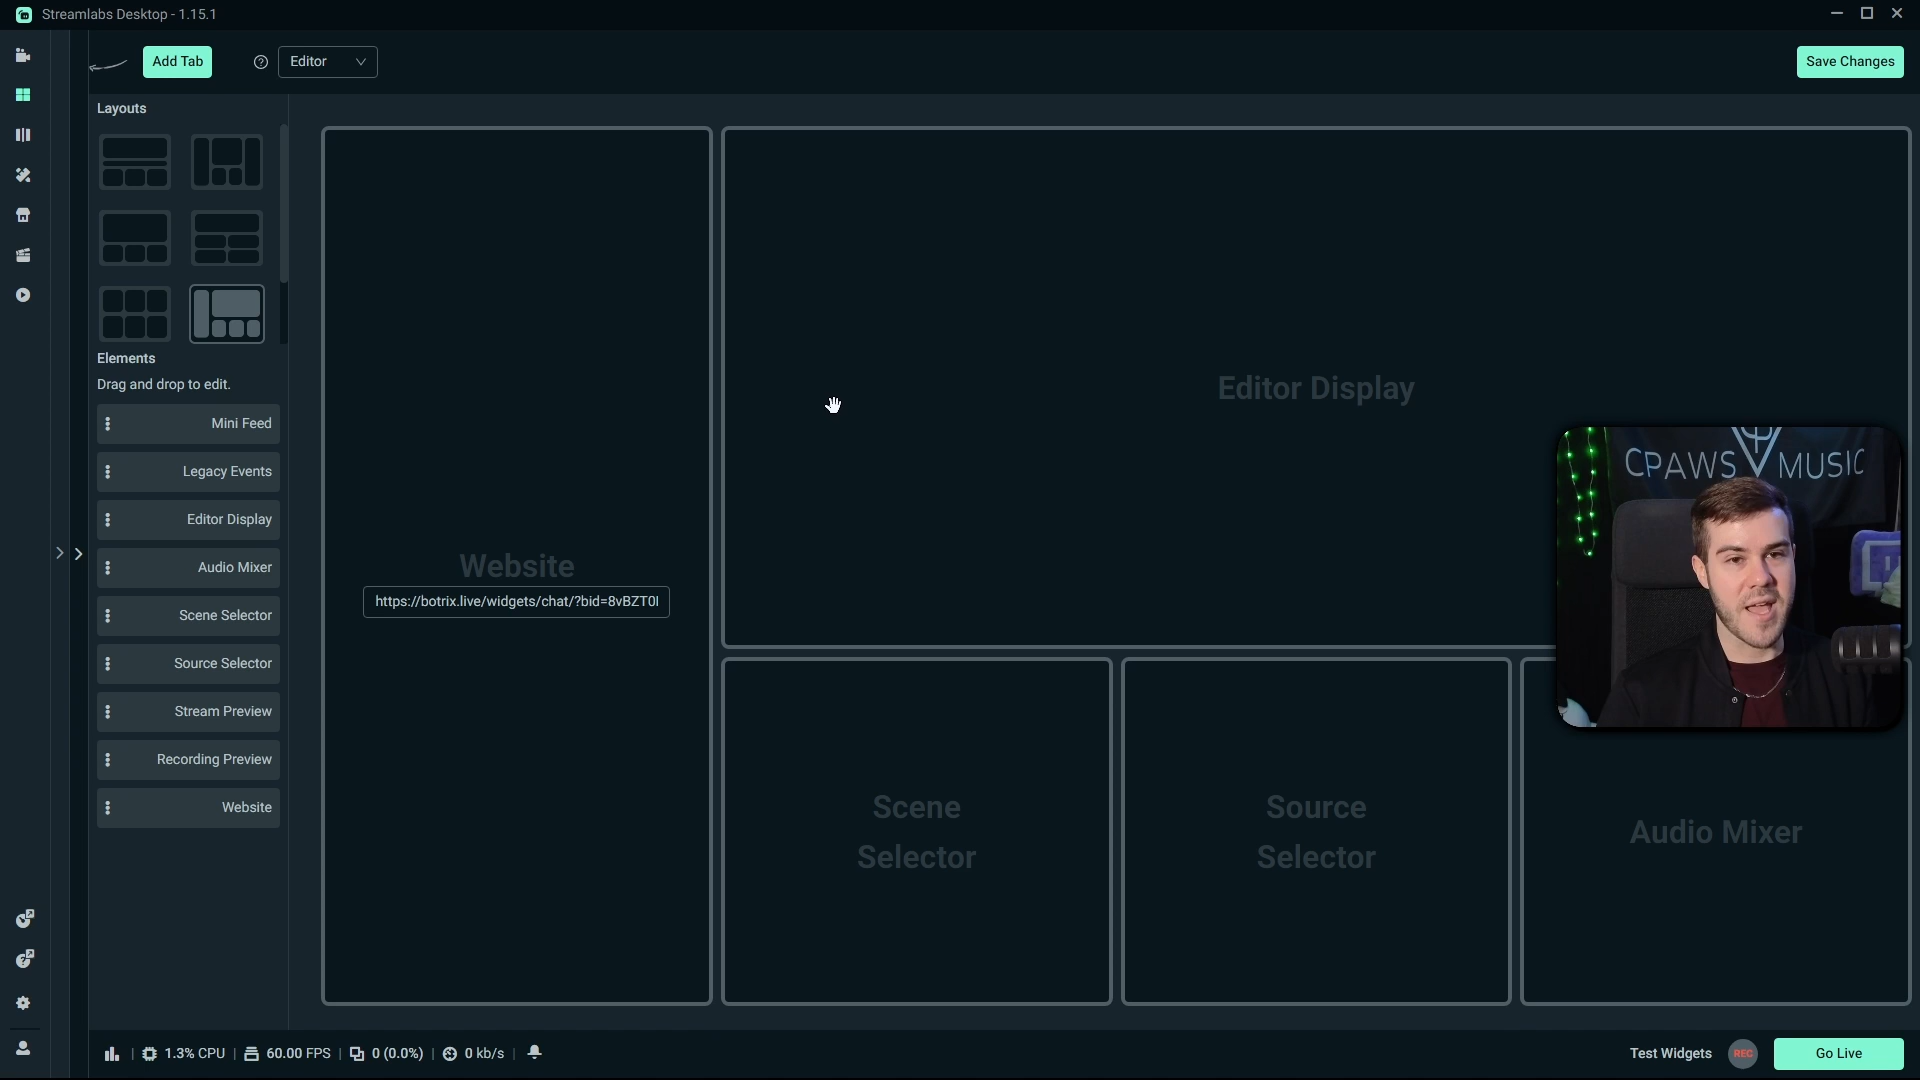 Streamlabs Desktop - 1.15.1
Add Tab
Editor
Save Changes
Layouts
Elements
Drag and drop to edit.
Mini Feed
Legacy Events
Editor Display
Audio Mixer
Scene Selector
Source Selector
Stream Preview
Recording Preview
Website
Website
https://botrix.live/widgets/chat/?bid=8vBZT0l
Editor Display
CPAWS MUSIC
Scene
Selector
Source
Selector
Audio Mixer
1.3% CPU
60.00 FPS
0 (0.0%)
0 kb/s
Test Widgets
REC
Go Live